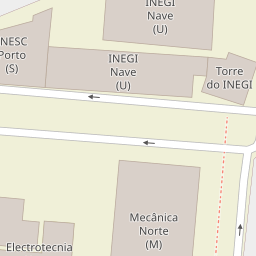 INEGI
Nave
(U)
NESC
Porto
(S)
INEGI
Nave
(U)
Torre
do INEGI
Mecânica
Norte
(M)
Electrotecnia